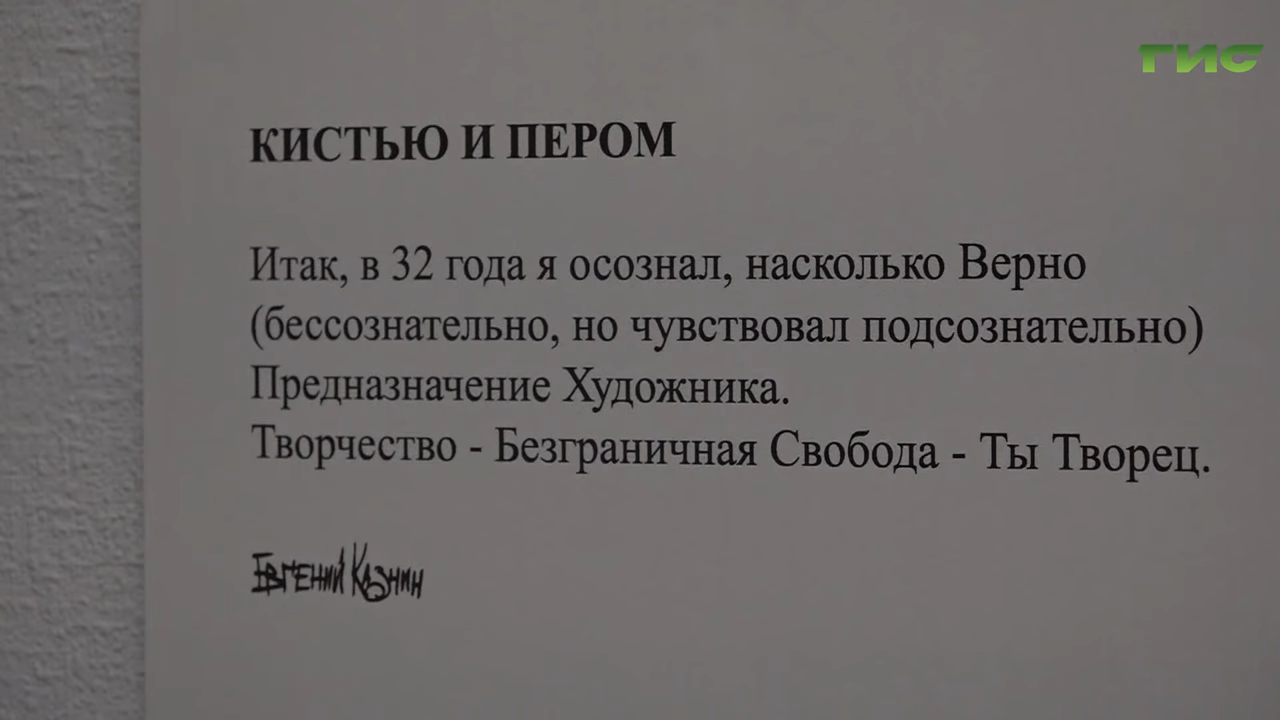 ГИС
КИСТЬЮ И ПЕРОМ
Итак, в 32 года я осознал, насколько Верно
(бессознательно, но чувствовал подсознательно)
Предназначение Художника.
Творчество - Безграничная Свобода - Ты Творец.
Евгений Казнин